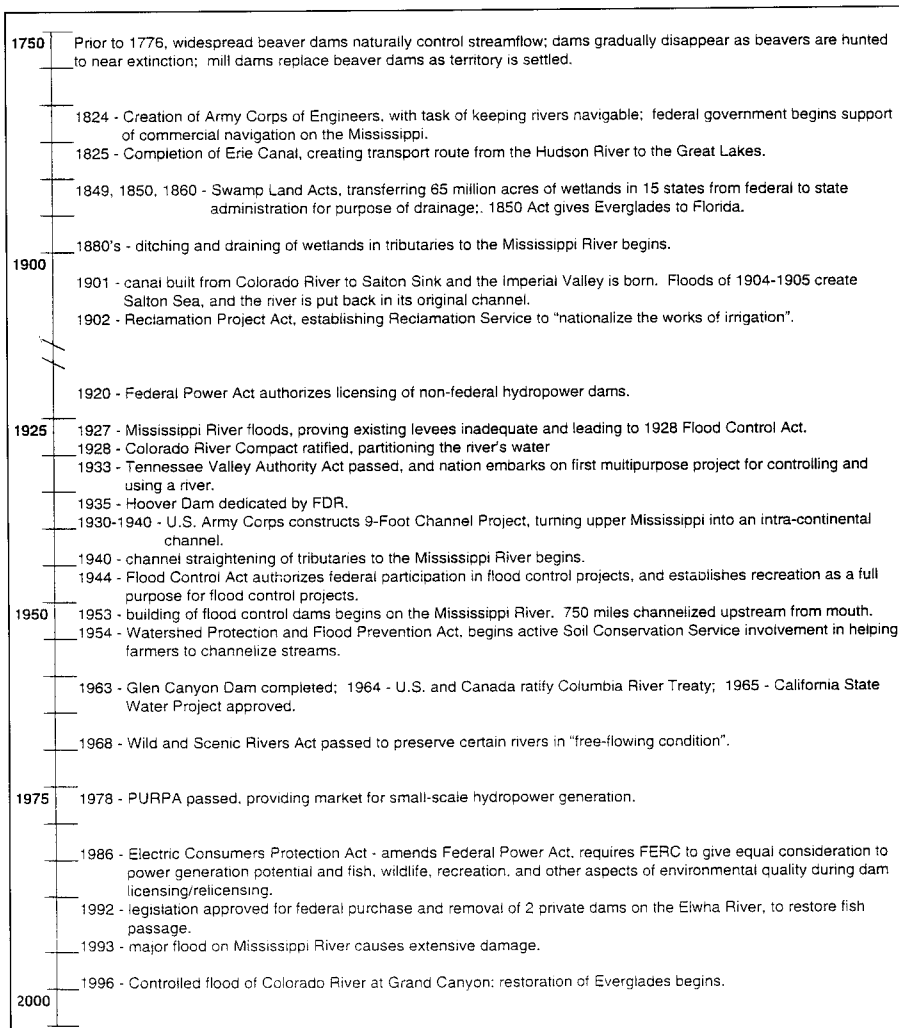 1750 Prior to 1776, widespread beaver dams naturally control streamflow; dams gradually disappear as beavers are hunted
to near extinction; mill dams replace beaver dams as territory is settled.
1824 - Creation of Army Corps of Engineers, with task of keeping rivers navigable; federal government begins support
of commercial navigation on the Mississippi.
1825 - Completion of Erie Canal, creating transport route from the Hudson River to the Great Lakes.
1849, 1850, 1860 - Swamp Land Acts, transferring 65 million acres of wetlands in 15 states from federal to state
administration for purpose of drainage;. 1850 Act gives Everglades to Florida.
1880's - ditching and draining of wetlands in tributaries to the Mississippi River begins.
1900
1901 - canal built from Colorado River to Salton Sink and the Imperial Valley is born. Floods of 1904-1905 create
Salton Sea, and the river is put back in its original channel.
1902 - Reclamation Project Act, establishing Reclamation Service to “nationalize the works of irrigation”.
1920 - Federal Power Act authorizes licensing of non-federal hydropower dams.
1925 1927 - Mississippi River floods, proving existing levees inadequate and leading to 1928 Flood Control Act.
1928 - Colorado River Compact ratified, partitioning the river's water
1933 - Tennessee Valley Authority Act passed, and nation embarks on first multipurpose project for controlling and
using a river.
1935 - Hoover Dam dedicated by FDR.
1930-1940 - U.S. Army Corps constructs 9-Foot Channel Project, turning upper Mississippi into an intra-continental
channel.
1940 - channel straightening of tributaries to the Mississippi River begins.
1944 - Flood Control Act authorizes federal participation in flood control projects, and establishes recreation as a full
purpose for flood control projects.
1950 1953 - building of flood control dams begins on the Mississippi River. 750 miles channelized upstream from mouth.
1954 - Watershed Protection and Flood Prevention Act, begins active Soil Conservation Service involvement in helping
farmers to channelize streams.
1963 - Glen Canyon Dam completed; 1964 - U.S. and Canada ratify Columbia River Treaty; 1965 - California State
Water Project approved.
1968 - Wild and Scenic Rivers Act passed to preserve certain rivers in “free-flowing condition”.
1975 1978 - PURPA passed, providing market for small-scale hydropower generation.
1986 - Electric Consumers Protection Act - amends Federal Power Act, requires FERC to give equal consideration to
power generation potential and fish, wildlife, recreation, and other aspects of environmental quality during dam
licensing/relicensing.
1992 - legislation approved for federal purchase and removal of 2 private dams on the Elwha River, to restore fish
passage.
1993 - major flood on Mississippi River causes extensive damage.
1996 - Controlled flood of Colorado River at Grand Canyon; restoration of Everglades begins.
2000